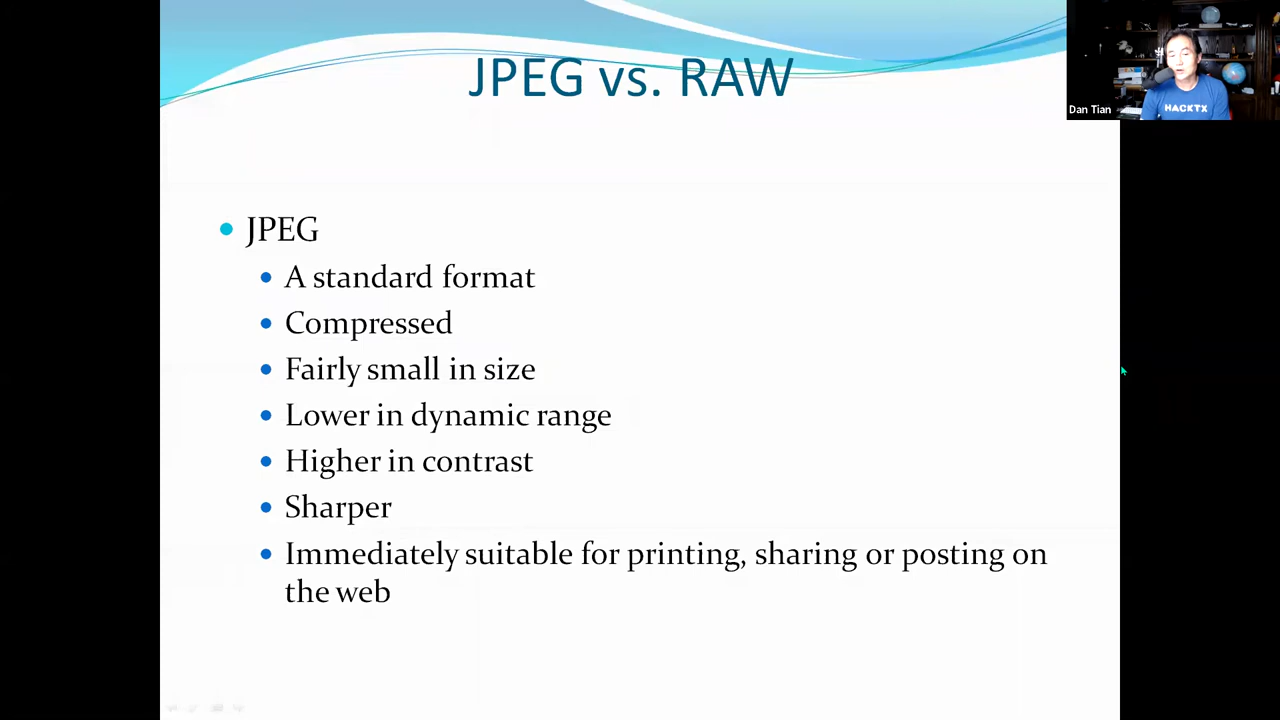 JPEG vs. RAW
Dan Tian
HACKTX
JPEG
A standard format
Compressed
Fairly small in size
Lower in dynamic range
Higher in contrast
Sharper
Immediately suitable for printing, sharing or posting on
the web